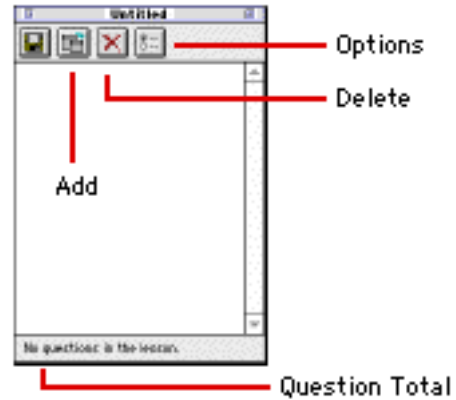 Untitled
Options
Delete
Add
No questions in the lesson.
Question Total